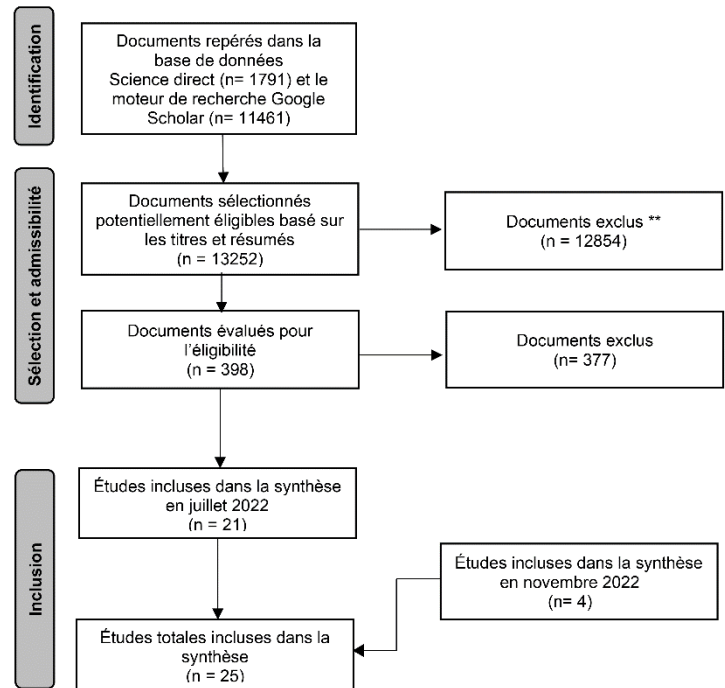 Identification
Documents repérés dans la
base de données
Science direct (n= 1791) et le
moteur de recherche Google
Scholar (n= 11461)
Sélection et admissibilité
Documents sélectionnés
potentiellement éligibles basé sur
les titres et résumés
(n = 13252)
Documents exclus **
(n = 12854)
Documents évalués pour
l'éligibilité
(n = 398)
Documents exclus
(n= 377)
Inclusion
Études incluses dans la synthèse
en juillet 2022
(n = 21)
Études incluses dans la synthèse
en novembre 2022
(n= 4)
Études totales incluses dans la
synthèse
(n = 25)